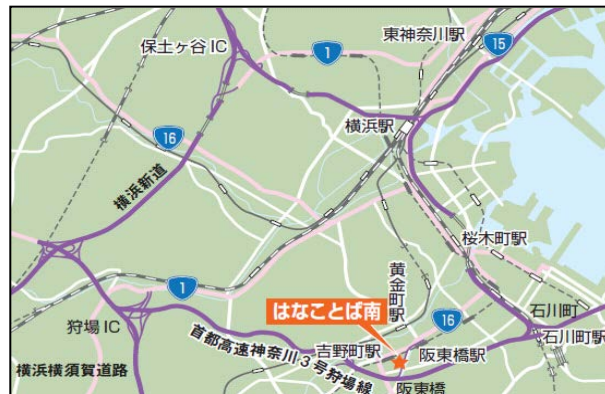 東神奈川駅
保土ヶ谷IC
1
15
16
横浜駅
横浜新道
桜木町駅
黄金町駅
1
はなことば南
16
石川町
狩場IC
首都高速神奈川3号狩場線
吉野町駅
阪東橋駅
石川町駅
横浜横須賀道路
阪東橋